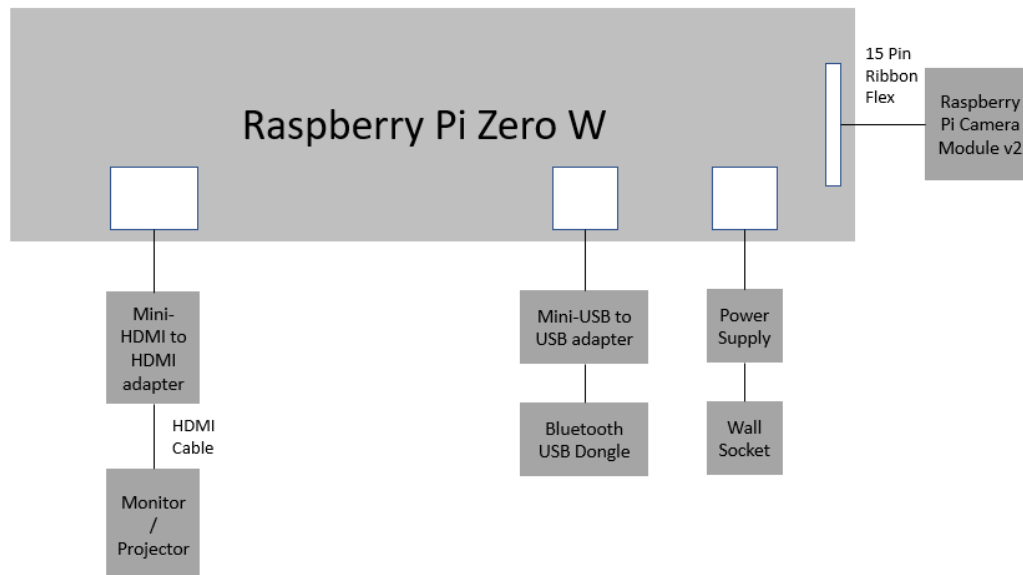 15 Pin
Ribbon
Flex
Raspberry
Pi Camera
Module v2
Raspberry Pi Zero W
Mini-
HDMI to
HDMI
adapter
Mini-USB to
USB adapter
Power
Supply
HDMI
Cable
Bluetooth
USB Dongle
Wall
Socket
Monitor
/
Projector